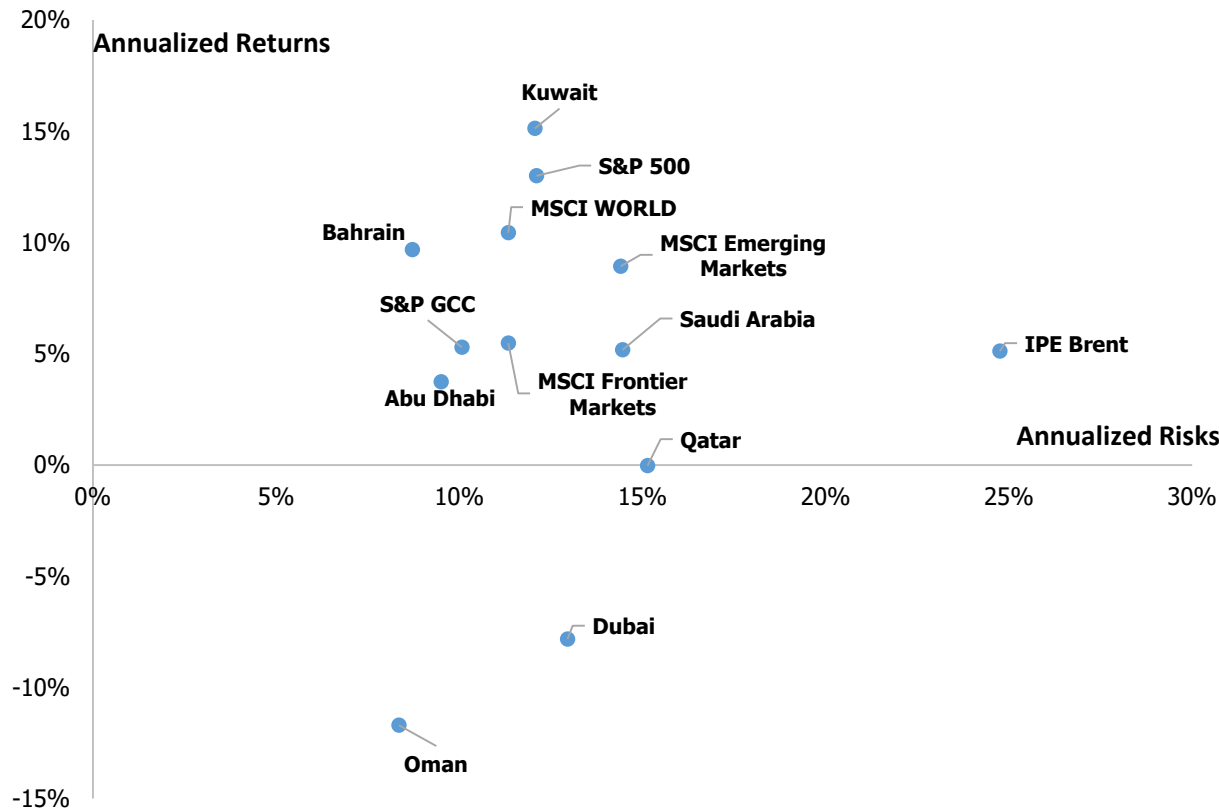 20%
Annualized Returns
Kuwait
15%
S&P 500
MSCI WORLD
Bahrain
10%
MSCI Emerging
Markets
S&P GCC
Saudi Arabia
IPE Brent
5%
MSCI Frontier
Markets
Abu Dhabi
Qatar
Annualized Risks
0%
0%
5%
10%
15%
20%
25%
30%
-5%
Dubai
-10%
Oman
-15%